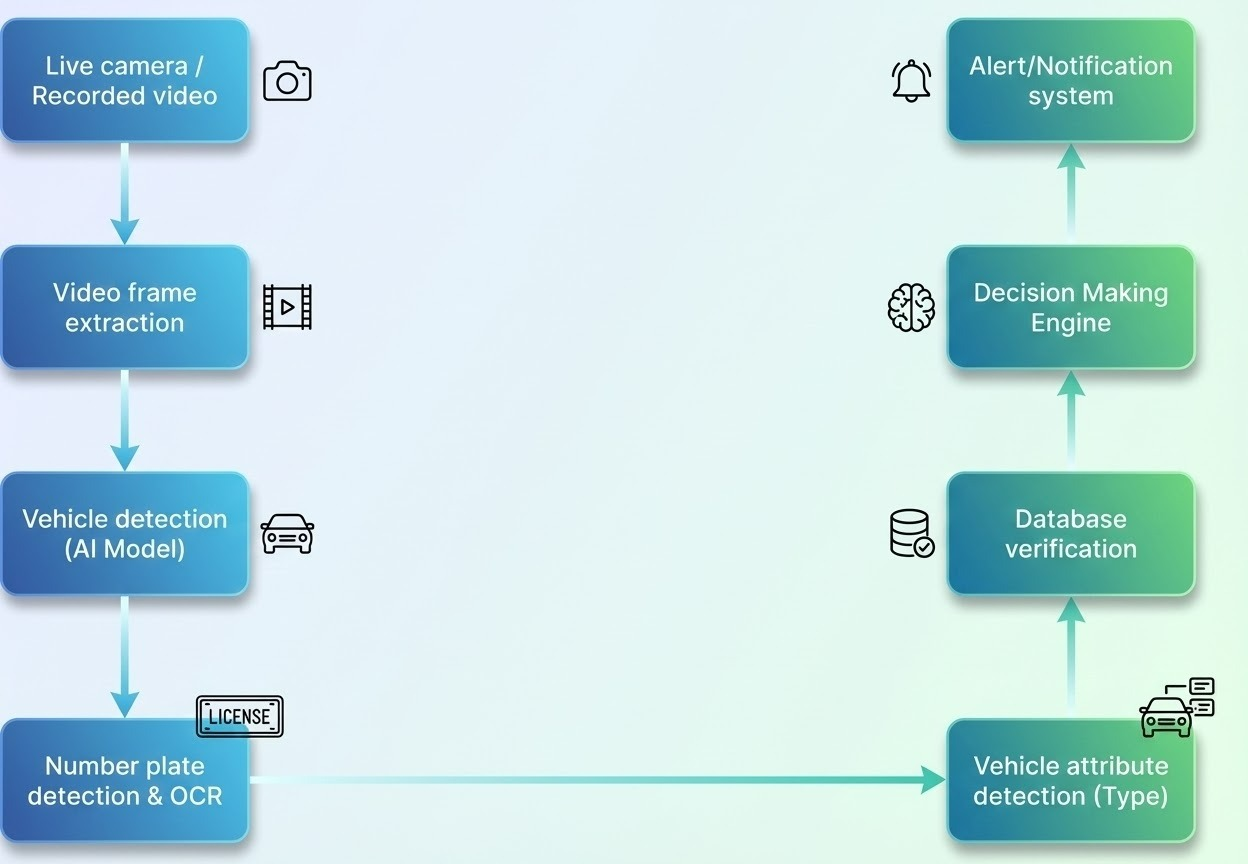 Live camera /
Recorded video
Video frame
extraction
Vehicle detection
(AI Model)
LICENSE
Number plate
detection & OCR
Vehicle attribute
detection (Type)
Database
verification
Decision Making
Engine
Alert/Notification
system